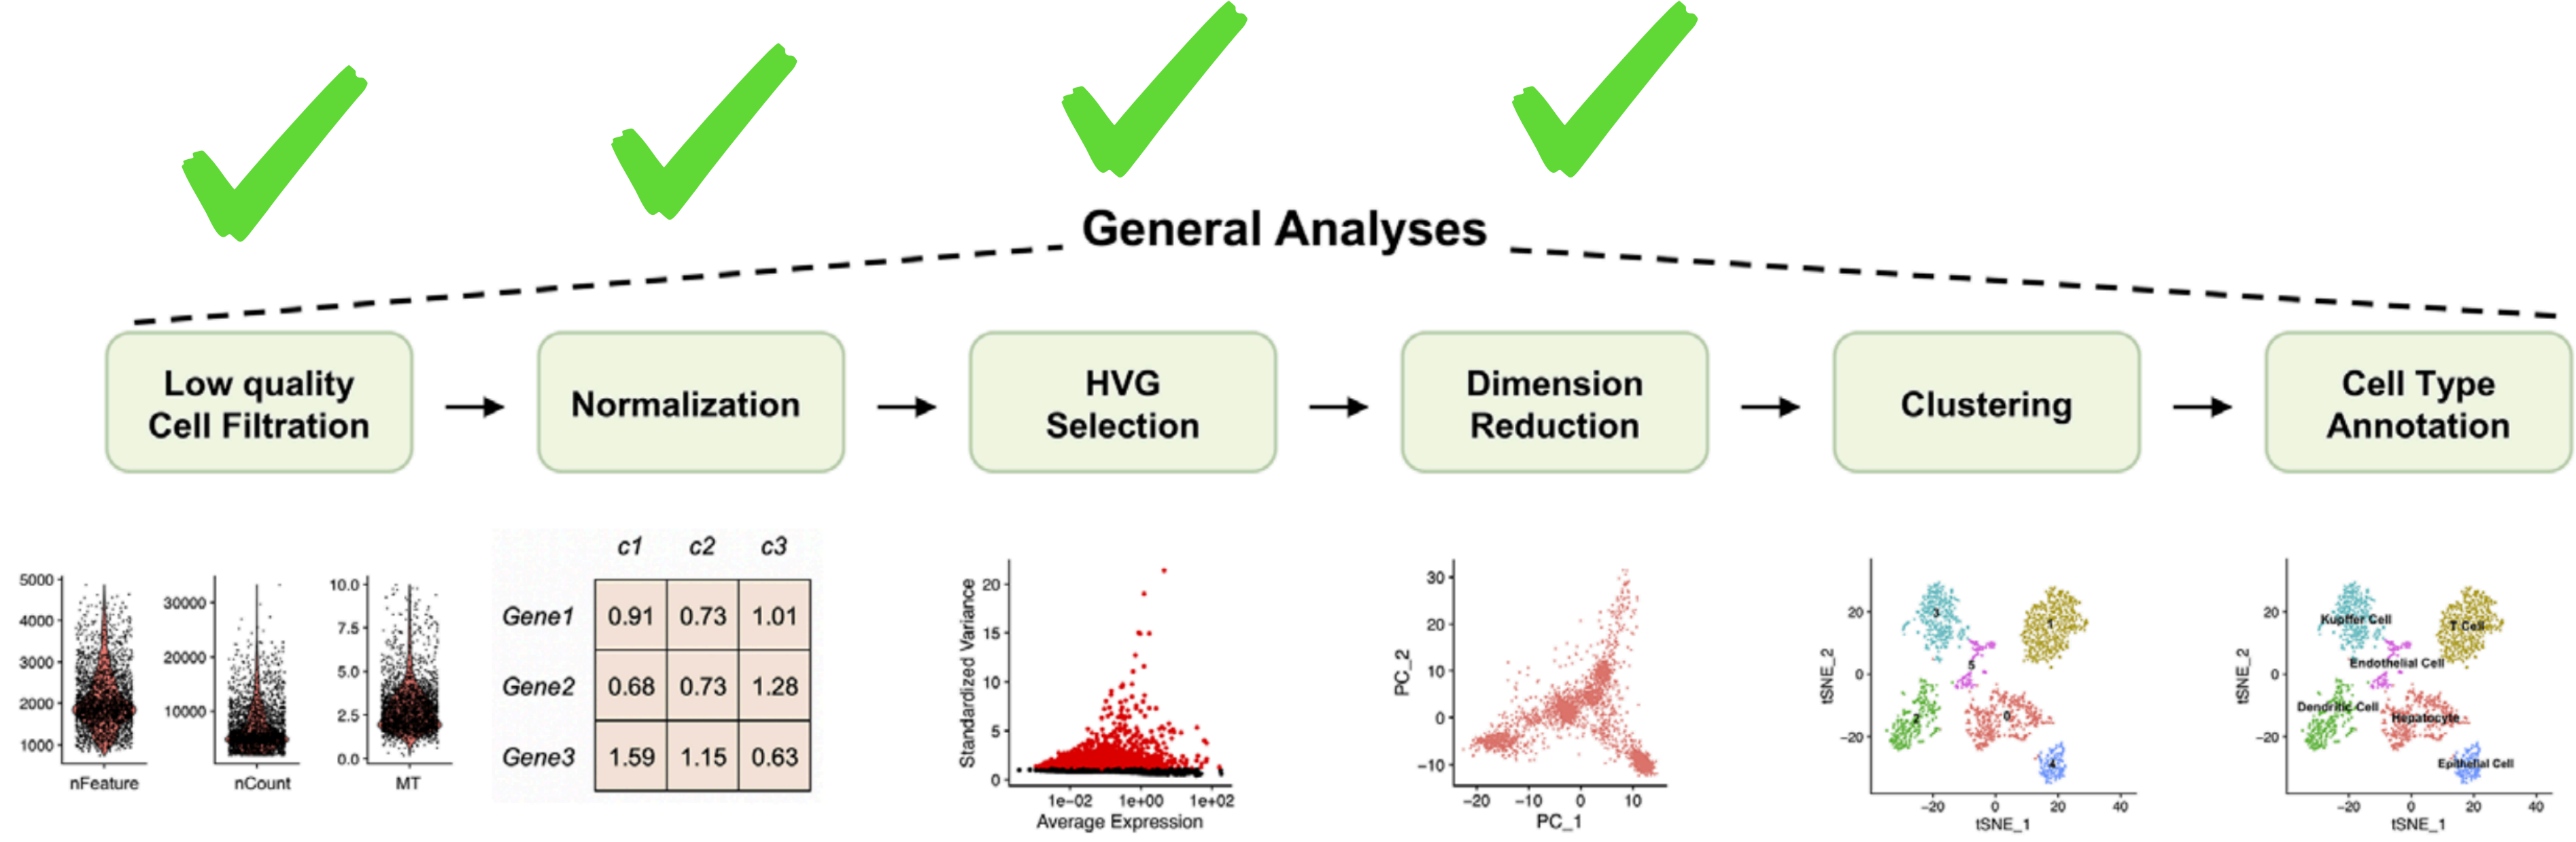 General Analyses
Low quality
Cell Filtration
Normalization
HVG
Selection
Dimension
Reduction
Clustering
Cell Type
Annotation
5000
4000
3000
2000
1000
nFeature
30000
20000
10000
nCount
10.0
7.5
5.0
2.5
0.0
MT
c1 c2 c3
Gene1 0.91 0.73 1.01
Gene2 0.68 0.73 1.28
Gene3 1.59 1.15 0.63
Standardized Variance
20
15
10
5
0
1e-02 1e+00 1e+02
Average Expression
PC_2
30
20
10
0
−10
−20 −10 0 10
PC_1
tSNE_2
20
0
−20
3
1
5
2
0
4
−20 0 20 40
tSNE_1
tSNE_2
20
0
−20
Kupffer Cell
T Cell
Endothelial Cell
Dendritic Cell
Hepatocyte
Epithelial Cell
−20 0 20 40
tSNE_1